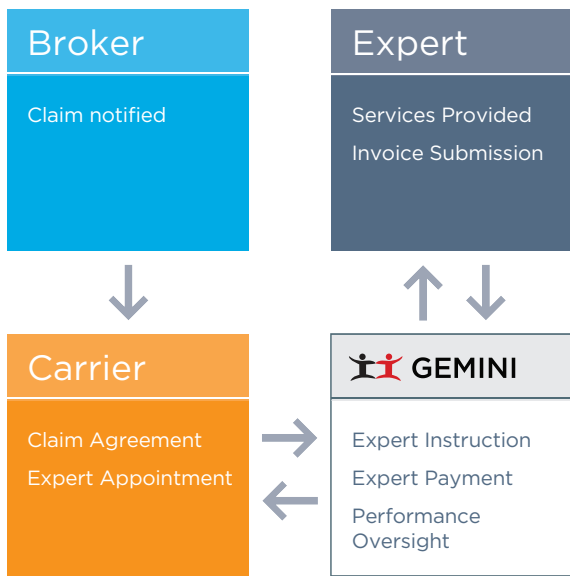 Broker
Claim notified
Expert
Services Provided
Invoice Submission
Carrier
Claim Agreement
Expert Appointment
GEMINI
Expert Instruction
Expert Payment
Performance
Oversight